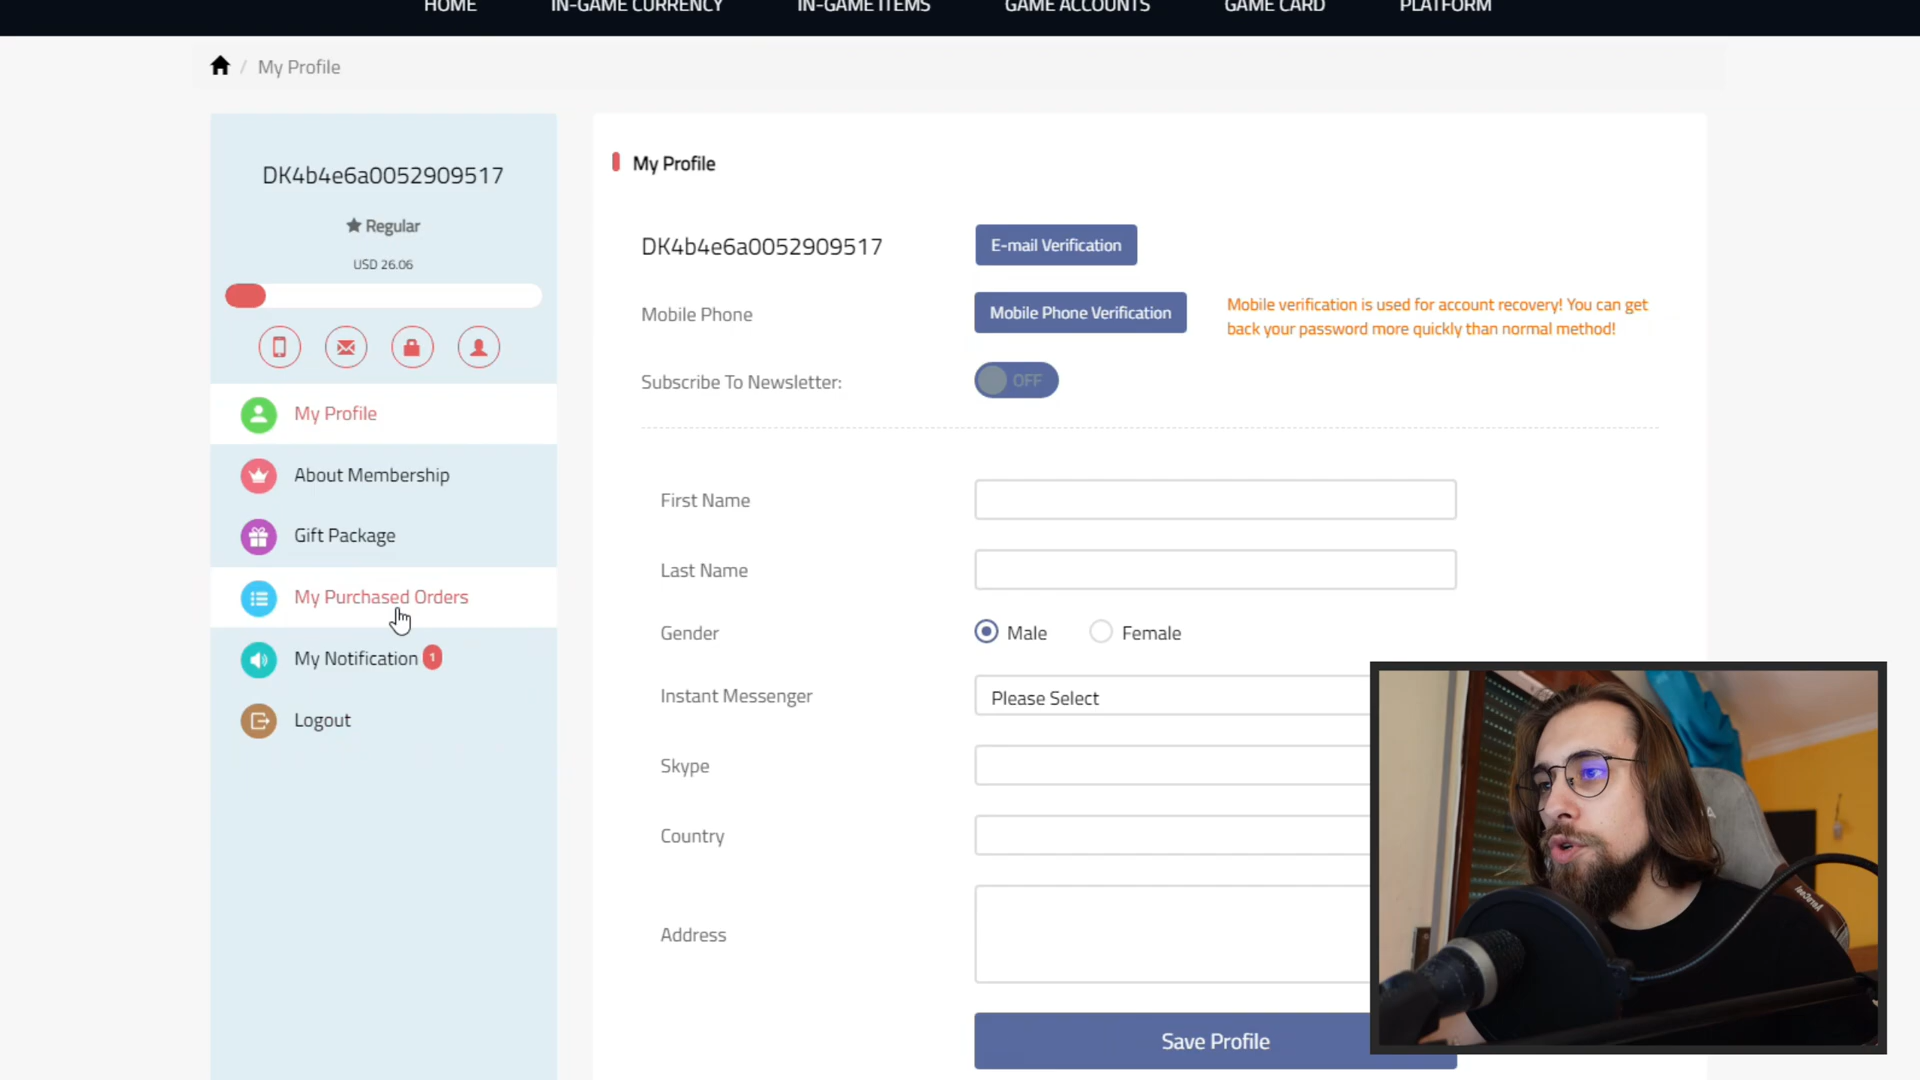 HOME IN-GAME CURRENCY IN-GAME ITEMS GAME ACCOUNTS GAME CARD PLATFORM
/ My Profile
DK4b4e6a0052909517
Regular
USD 26.06
My Profile
About Membership
Gift Package
My Purchased Orders
My Notification 1
Logout
My Profile
DK4b4e6a0052909517 E-mail Verification
Mobile Phone Mobile Phone Verification
Mobile verification is used for account recovery! You can get
back your password more quickly than normal method!
Subscribe To Newsletter: OFF
First Name
Last Name
Gender Male Female
Instant Messenger Please Select
Skype
Country
Address
Save Profile